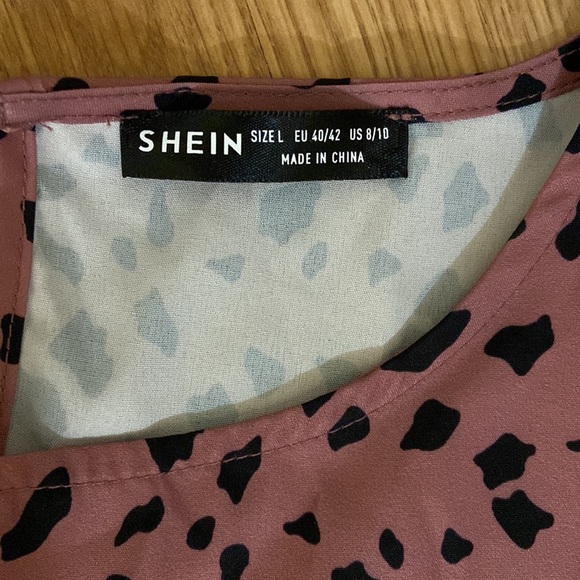 SHEIN SIZE L EU 40/42 US 8/10
MADE IN CHINA